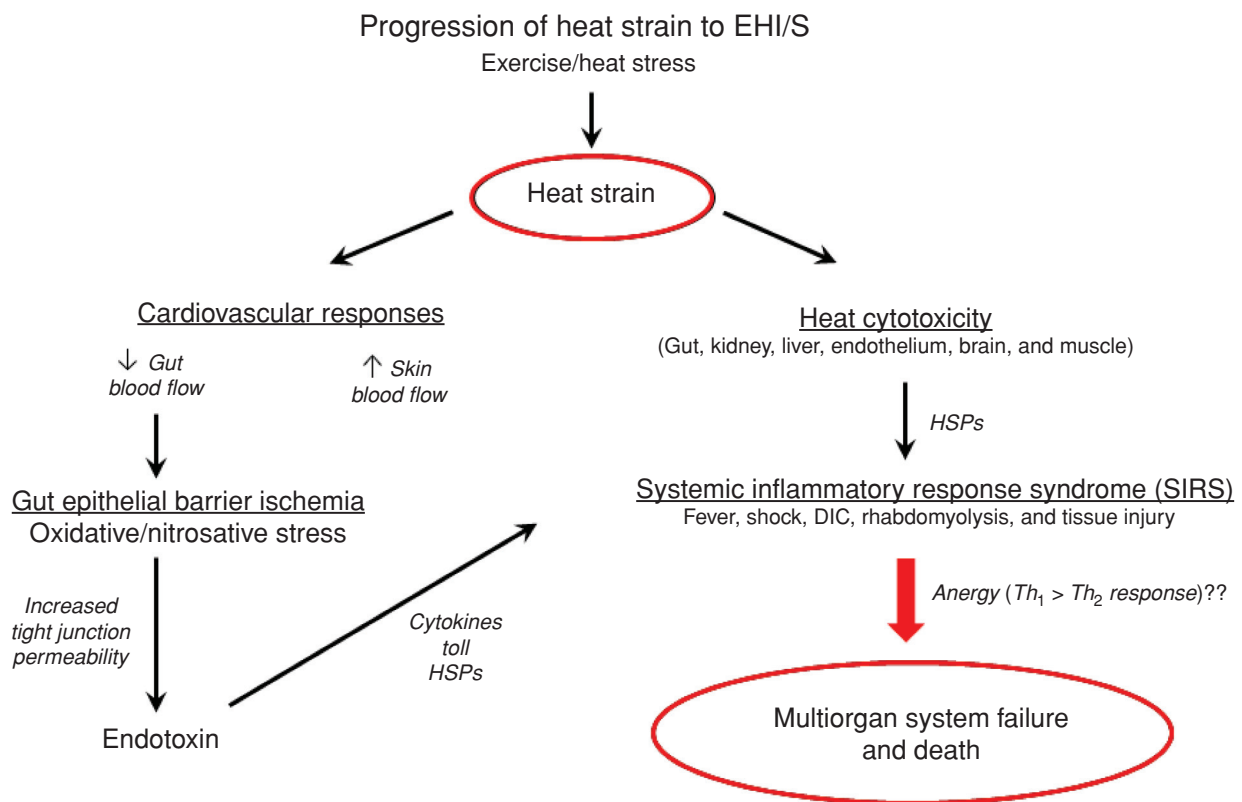 Progression of heat strain to EHI/S
Exercise/heat stress
Heat strain
Cardiovascular responses
↓ Gut
blood flow
↑ Skin
blood flow
Gut epithelial barrier ischemia
Oxidative/nitrosative stress
Increased
tight junction
permeability
Endotoxin
Cytokines
toll
HSPs
Heat cytotoxicity
(Gut, kidney, liver, endothelium, brain, and muscle)
HSPs
Systemic inflammatory response syndrome (SIRS)
Fever, shock, DIC, rhabdomyolysis, and tissue injury
Anergy (Th₁ > Th₂ response)??
Multiorgan system failure
and death